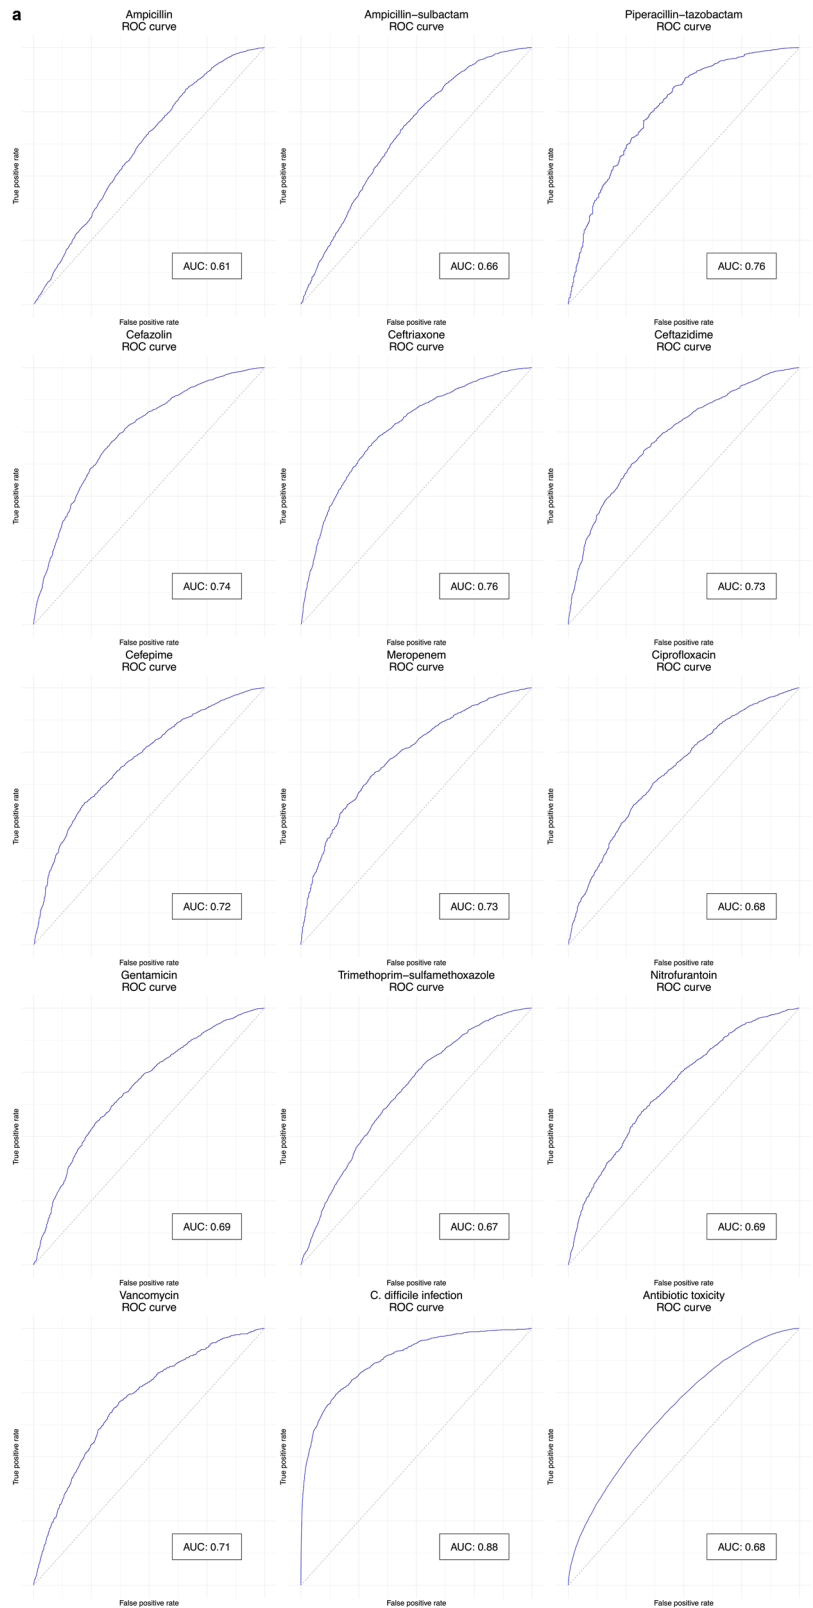 a
Ampicillin
ROC curve
True positive rate
AUC: 0.61
False positive rate
Ampicillin−sulbactam
ROC curve
True positive rate
AUC: 0.66
False positive rate
Piperacillin−tazobactam
ROC curve
True positive rate
AUC: 0.76
False positive rate
Cefazolin
ROC curve
True positive rate
AUC: 0.74
False positive rate
Ceftriaxone
ROC curve
True positive rate
AUC: 0.76
False positive rate
Ceftazidime
ROC curve
True positive rate
AUC: 0.73
False positive rate
Cefepime
ROC curve
True positive rate
AUC: 0.72
False positive rate
Meropenem
ROC curve
True positive rate
AUC: 0.73
False positive rate
Ciprofloxacin
ROC curve
True positive rate
AUC: 0.68
False positive rate
Gentamicin
ROC curve
True positive rate
AUC: 0.69
False positive rate
Trimethoprim−sulfamethoxazole
ROC curve
True positive rate
AUC: 0.67
False positive rate
Nitrofurantoin
ROC curve
True positive rate
AUC: 0.69
False positive rate
Vancomycin
ROC curve
True positive rate
AUC: 0.71
False positive rate
C. difficile infection
ROC curve
True positive rate
AUC: 0.88
False positive rate
Antibiotic toxicity
ROC curve
True positive rate
AUC: 0.68
False positive rate